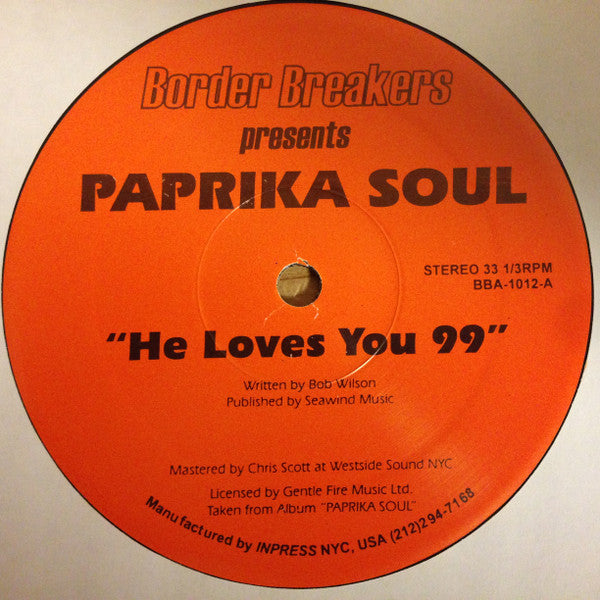 Border Breakers
presents
PAPRIKA SOUL
STEREO 33 1/3RPM
BBA-1012-A
"He Loves You 99"
Written by Bob Wilson
Published by Seawind Music
Mastered by Chris Scott at Westside Sound NYC
Licensed by Gentle Fire Music Ltd.
Taken from Album "PAPRIKA SOUL"
Manufactured by INPRESS NYC, USA (212)294-7168